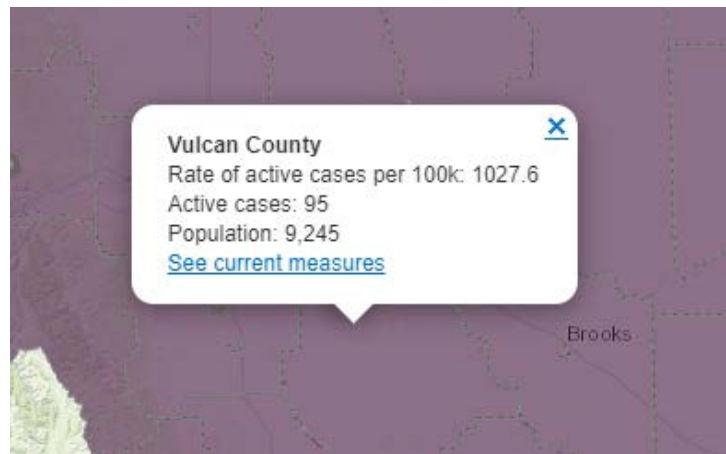 Vulcan County
Rate of active cases per 100k: 1027.6
Active cases: 95
Population: 9,245
See current measures
Brooks